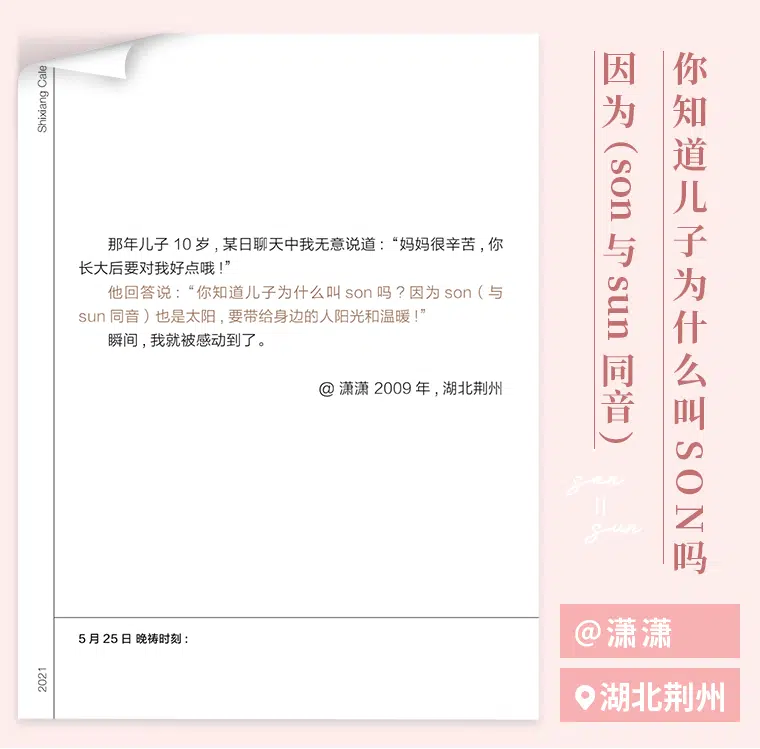 Shixiang Cale
那年儿子 10 岁，某日聊天中我无意说道：“妈妈很辛苦，你
长大后要对我好点哦！”
他回答说：“你知道儿子为什么叫 son 吗？因为 son（与
sun 同音）也是太阳，要带给身边的人阳光和温暖！”
瞬间，我就被感动到了。
@ 潇潇 2009 年，湖北荆州
5 月 25 日 晚祷时刻：
2021
你知道儿子为什么叫SON吗
因为（son与sun同音）
son
||
sun
@潇潇
湖北荆州